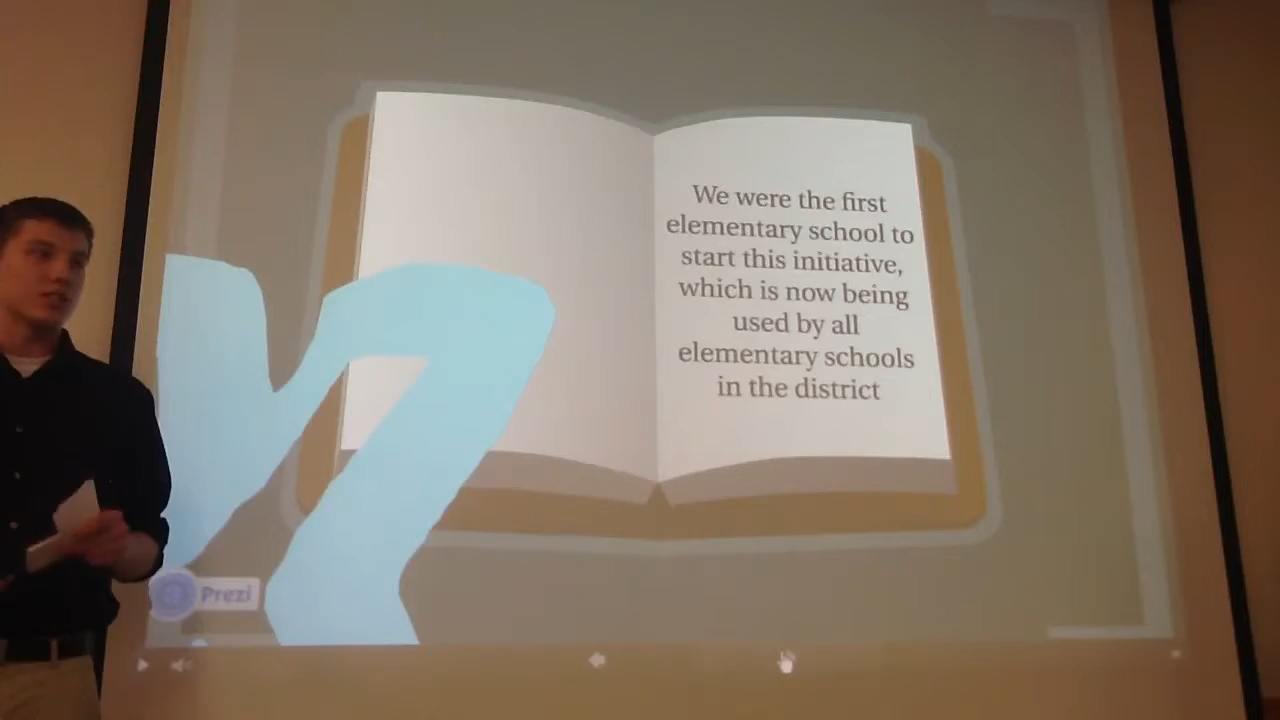 We were the first
elementary school to
start this initiative,
which is now being
used by all
elementary schools
in the district
Prezi